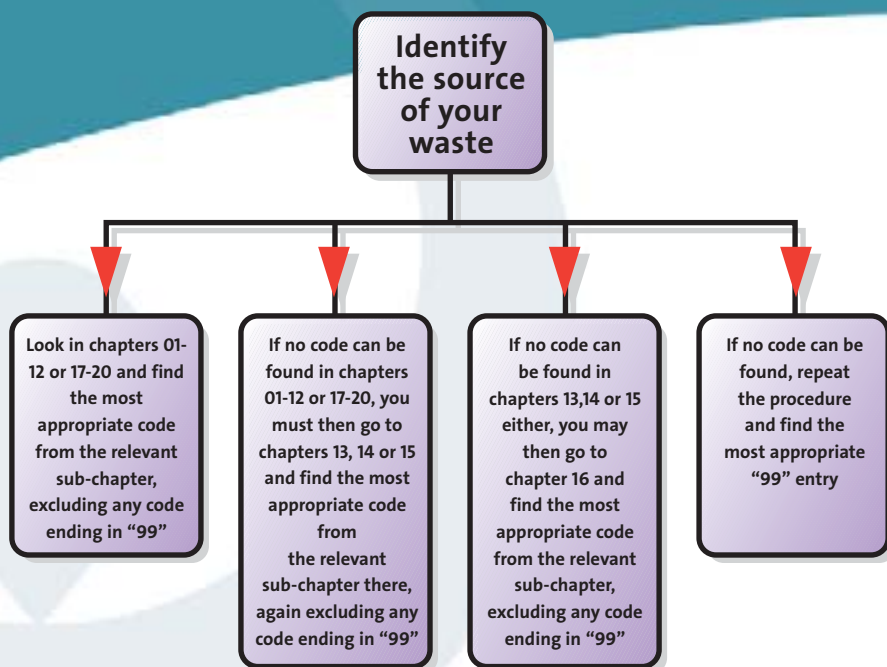 Identify
the source
of your
waste
Look in chapters 01-
12 or 17-20 and find
the most
appropriate code
from the relevant
sub-chapter,
excluding any code
ending in “99”
If no code can be
found in chapters
01-12 or 17-20, you
must then go to
chapters 13, 14 or 15
and find the most
appropriate code
from
the relevant
sub-chapter there,
again excluding any
code ending in “99”
If no code can
be found in
chapters 13,14 or 15
either, you may
then go to
chapter 16 and
find the most
appropriate code
from the relevant
sub-chapter,
excluding any code
ending in “99”
If no code can be
found, repeat
the procedure
and find the
most appropriate
“99” entry